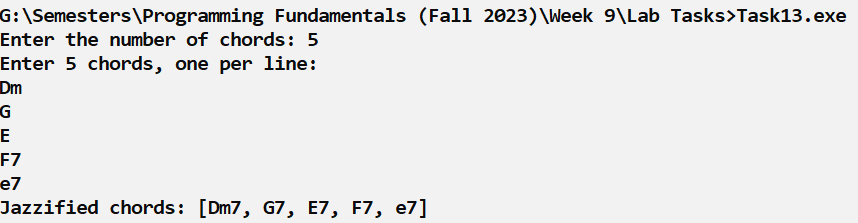 G:\Semesters\Programming Fundamentals (Fall 2023)\Week 9\Lab Tasks>Task13.exe
Enter the number of chords: 5
Enter 5 chords, one per line:
Dm
G
E
F7
e7
Jazzified chords: [Dm7, G7, E7, F7, e7]